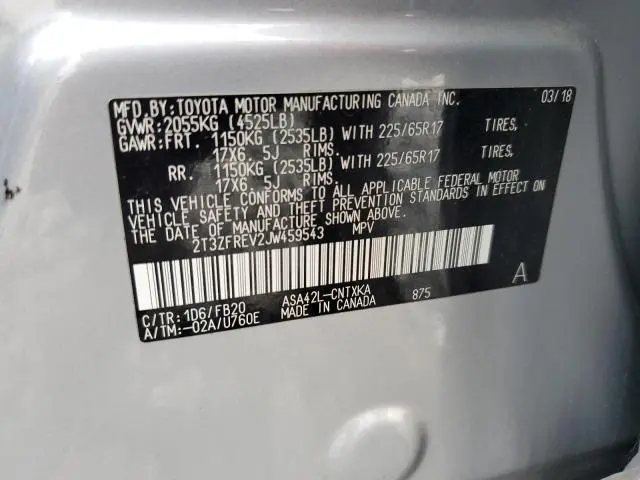 MFD.BY:TOYOTA MOTOR MANUFACTURING CANADA INC. 03/18
GVWR:2055KG (4525LB)
GAWR:FRT. 1150KG (2535LB) WITH 225/65R17 TIRES,
17X6.5J RIMS.
RR. 1150KG (2535LB) WITH 225/65R17 TIRES,
17X6.5J RIMS.
THIS VEHICLE CONFORMS TO ALL APPLICABLE FEDERAL MOTOR
VEHICLE SAFETY AND THEFT PREVENTION STANDARDS IN EFFECT ON
THE DATE OF MANUFACTURE SHOWN ABOVE.
2T3ZFREV2JW459543 MPV
A
C/TR:1D6/FB20 ASA42L-CNTXKA 875
A/TM:-02A/U760E MADE IN CANADA